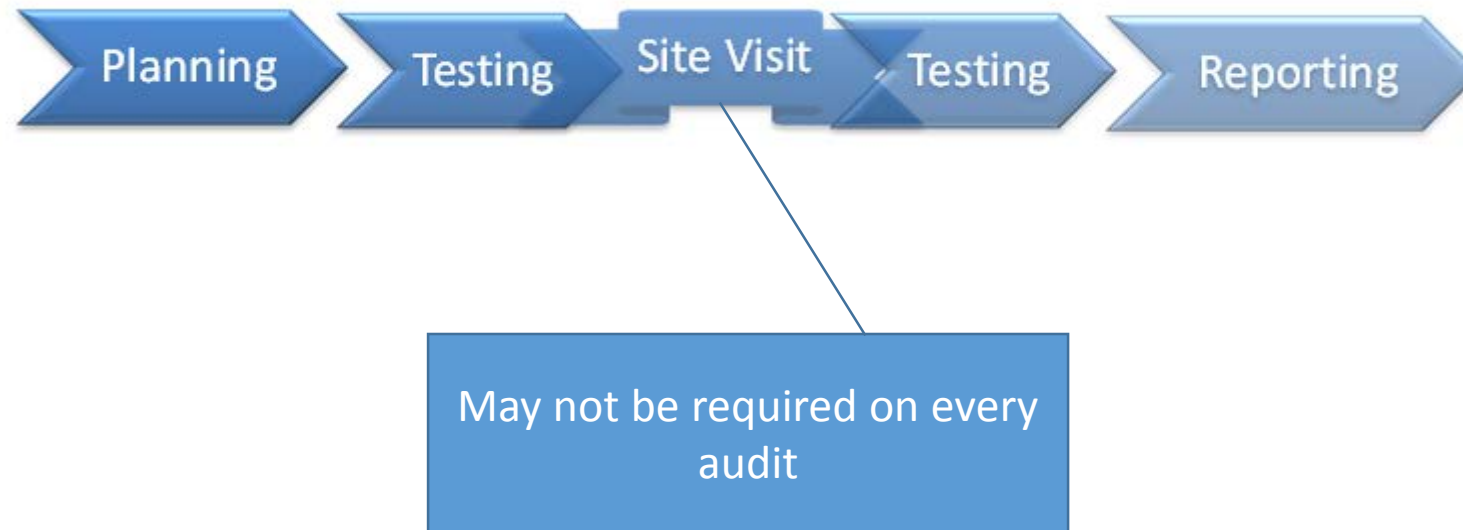 Planning
Testing
Site Visit
Testing
Reporting
May not be required on every
audit